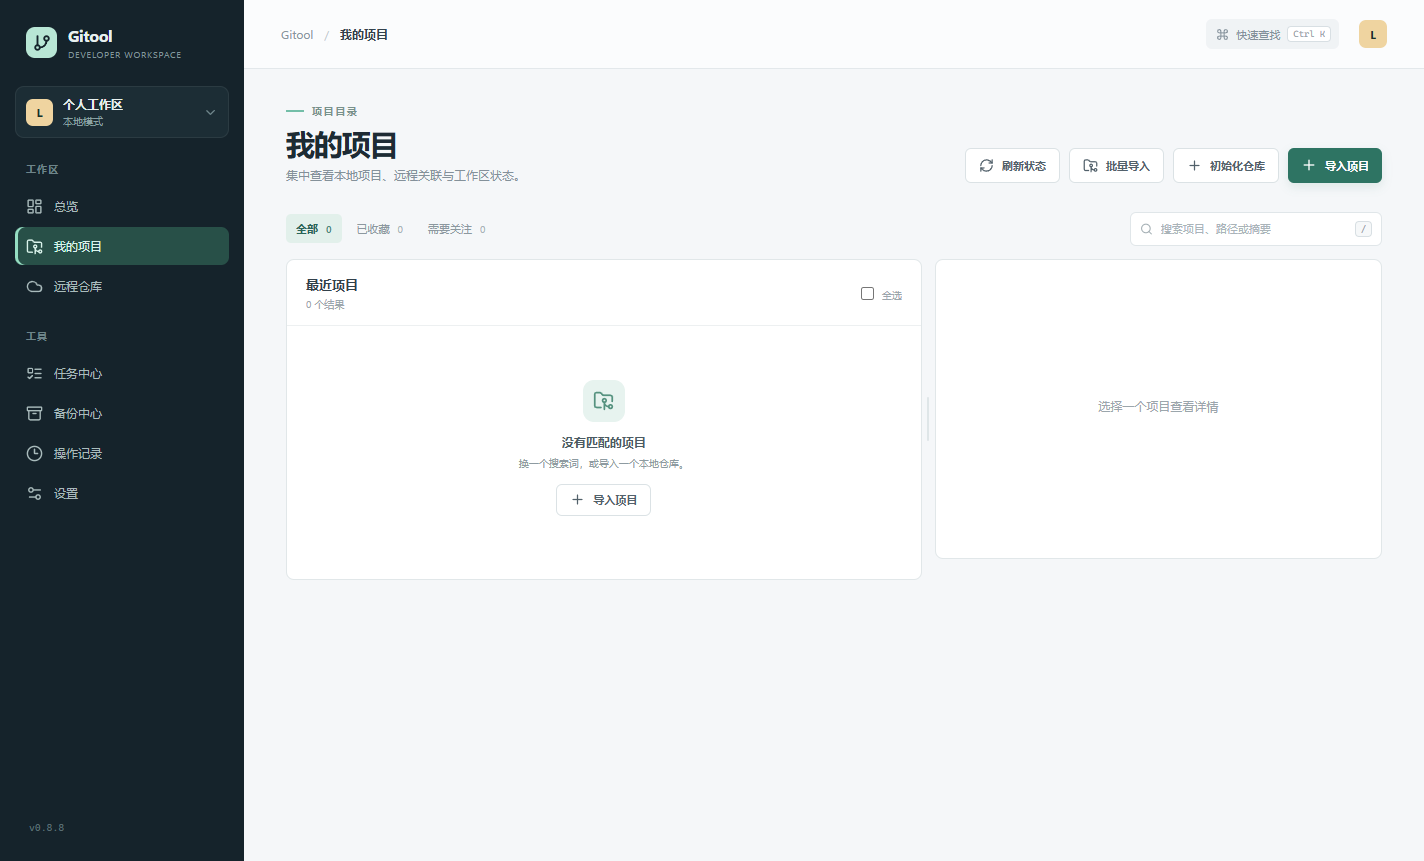 Gitool
DEVELOPER WORKSPACE
L
个人工作区
本地模式
工作区
总览
我的项目
远程仓库
工具
任务中心
备份中心
操作记录
设置
v0.8.8
Gitool / 我的项目
⌘ 快速查找 Ctrl K
L
项目目录
我的项目
集中查看本地项目、远程关联与工作区状态。
刷新状态
批量导入
初始化仓库
导入项目
全部 0
已收藏 0
需要关注 0
搜索项目、路径或摘要 /
最近项目
0 个结果
全选
没有匹配的项目
换一个搜索词，或导入一个本地仓库。
导入项目
选择一个项目查看详情